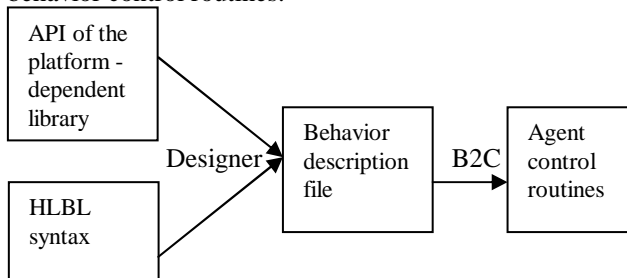 behavior control routines.
API of the
platform -
dependent
library
Designer
HLBL
syntax
Behavior
description
file
B2C
Agent
control
routines